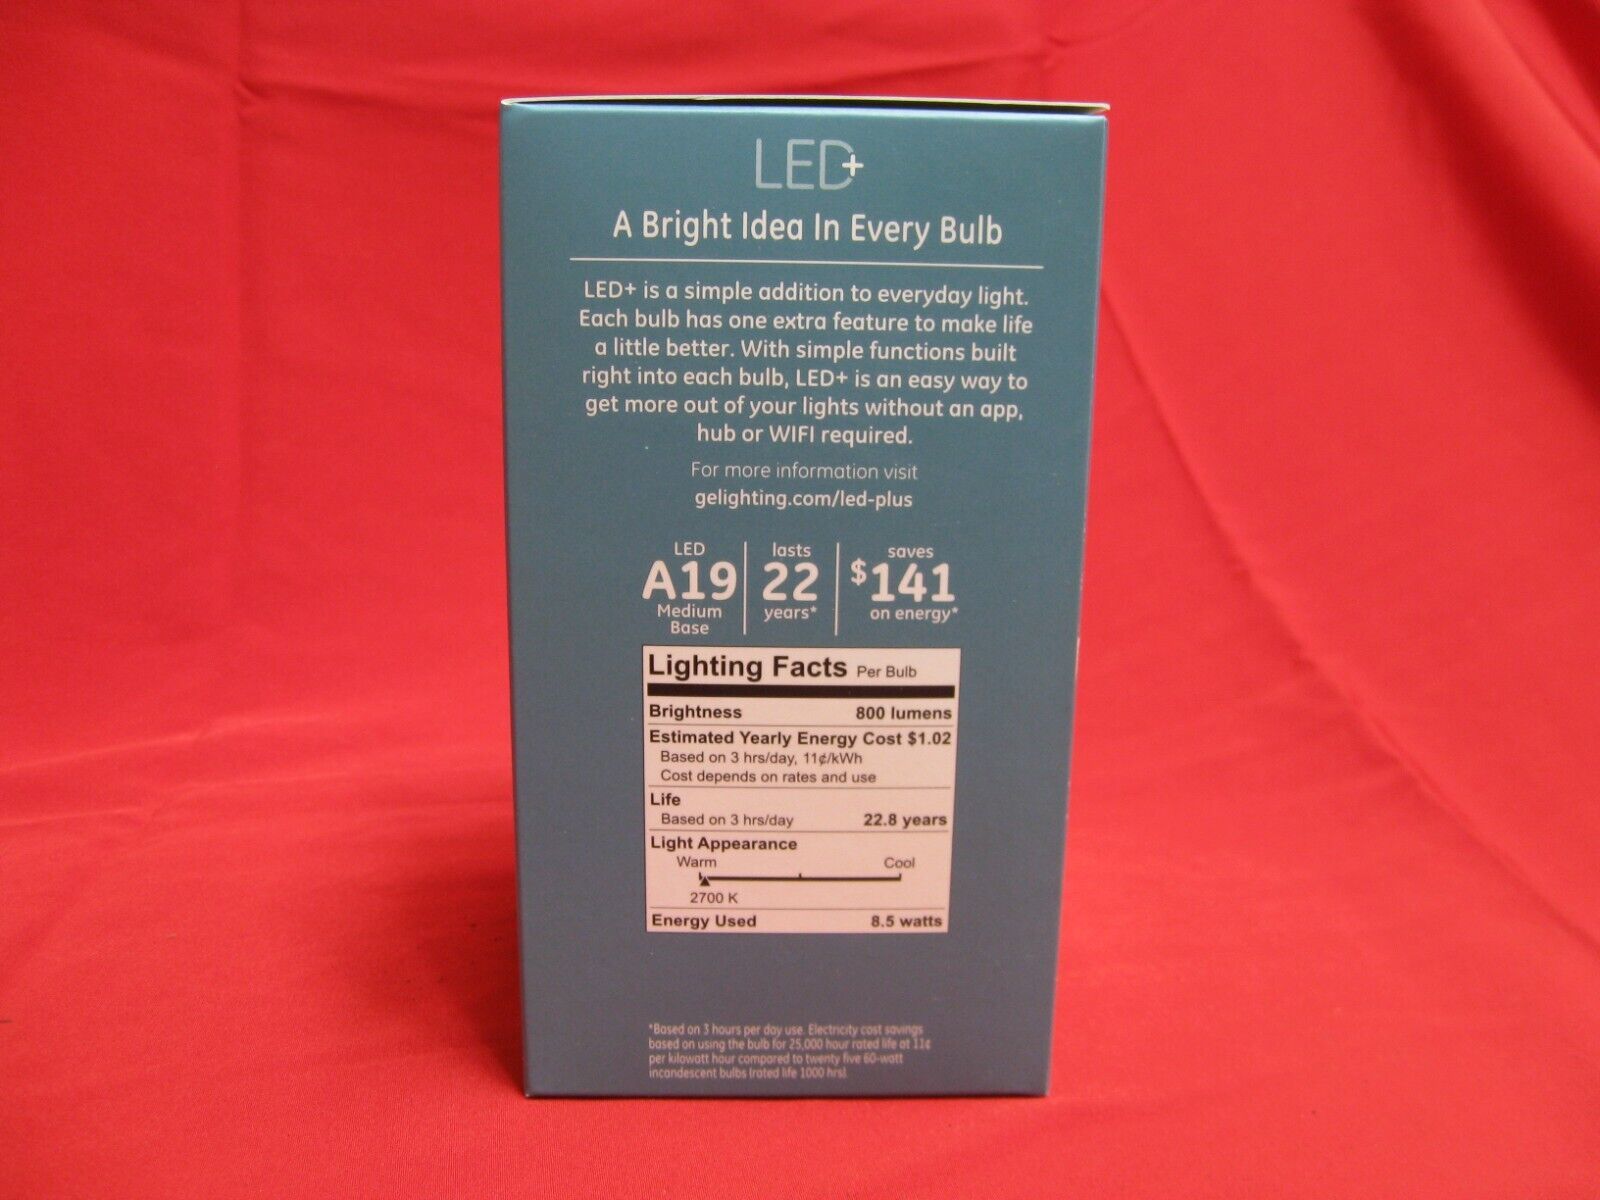 LED+
A Bright Idea In Every Bulb
LED+ is a simple addition to everyday light.
Each bulb has one extra feature to make life
a little better. With simple functions built
right into each bulb, LED+ is an easy way to
get more out of your lights without an app,
hub or WIFI required.
For more information visit
gelighting.com/led-plus
LED
A19
Medium
Base
lasts
22
years*
saves
$141
on energy*
Lighting Facts Per Bulb
Brightness 800 lumens
Estimated Yearly Energy Cost $1.02
Based on 3 hrs/day, 11¢/kWh
Cost depends on rates and use
Life
Based on 3 hrs/day 22.8 years
Light Appearance
Warm Cool
2700 K
Energy Used 8.5 watts
*Based on 3 hours per day use. Electricity cost savings
based on using the bulb for 25,000 hour rated life at 11¢
per kilowatt hour compared to twenty five 60-watt
incandescent bulbs (rated life 1000 hrs).